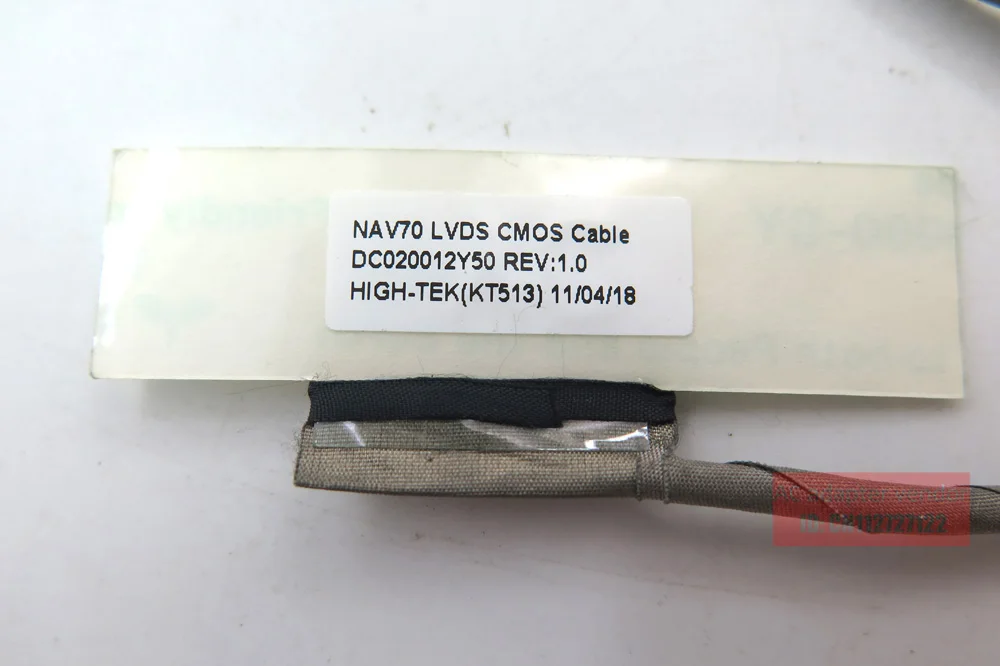 NAV70 LVDS CMOS Cable
DC020012Y50 REV:1.0
HIGH-TEK(KT513) 11/04/18